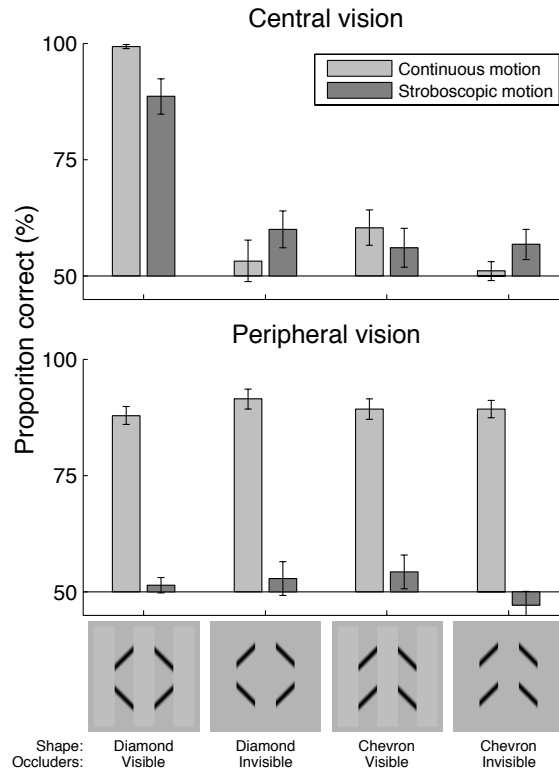 Central vision
100
75
50
Continuous motion
Stroboscopic motion
Proporiton correct (%)
Peripheral vision
100
75
50
Shape: Diamond Diamond Chevron Chevron
Occluders: Visible Invisible Visible Invisible